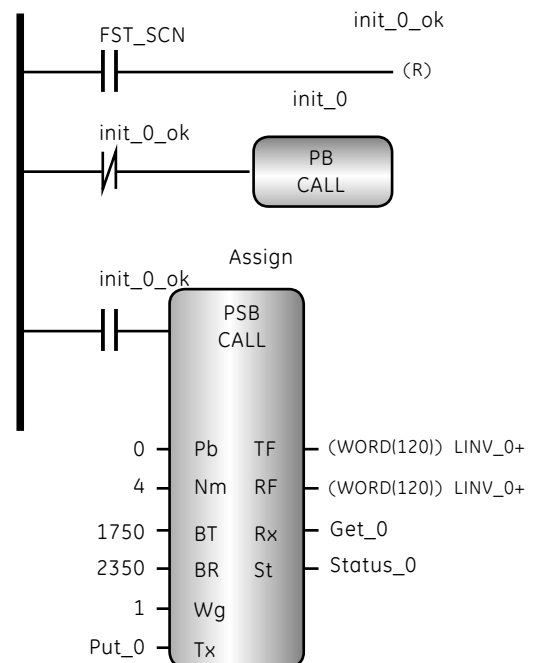 init_0_ok
FST_SCN
(R)
init_0
init_0_ok
PB
CALL
Assign
init_0_ok
PSB
CALL
0 Pb TF (WORD(120)) LINV_0+
4 Nm RF (WORD(120)) LINV_0+
1750 BT Rx Get_0
2350 BR St Status_0
1 Wg
Put_0 Tx